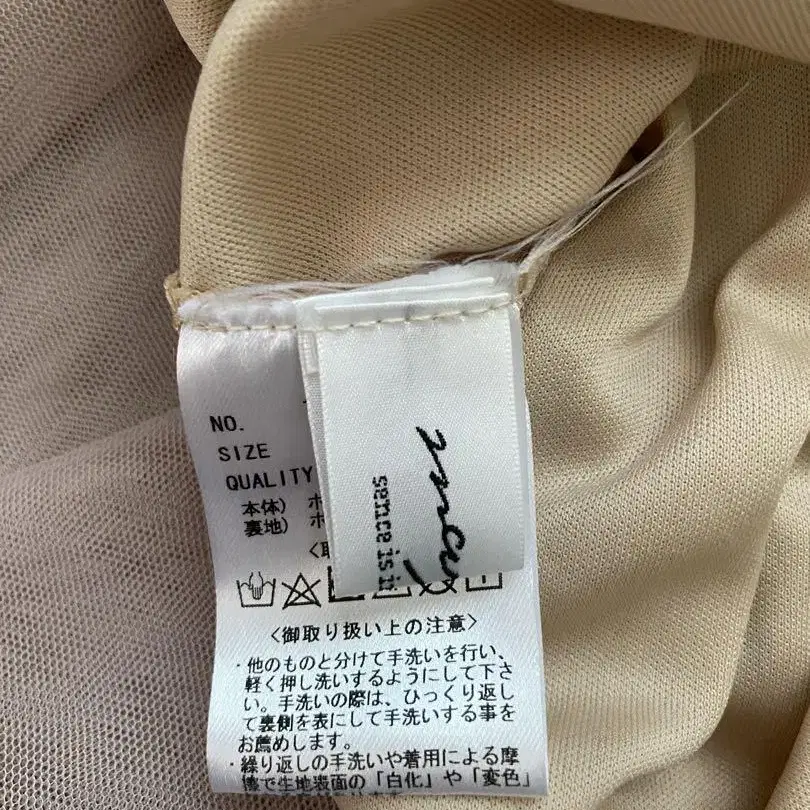 NO.
SIZE
QUALITY
本体) ポ
裏地) ポ
<取
<御取り扱い上の注意>
・他のものと分けて手洗いを行い、
軽く押し洗いするようにして下さ
い。手洗いの際は、ひっくり返し
て裏側を表にして手洗いする事を
お薦めします。
・繰り返しの手洗いや着用による摩
擦で生地表面の「白化」や「変色」